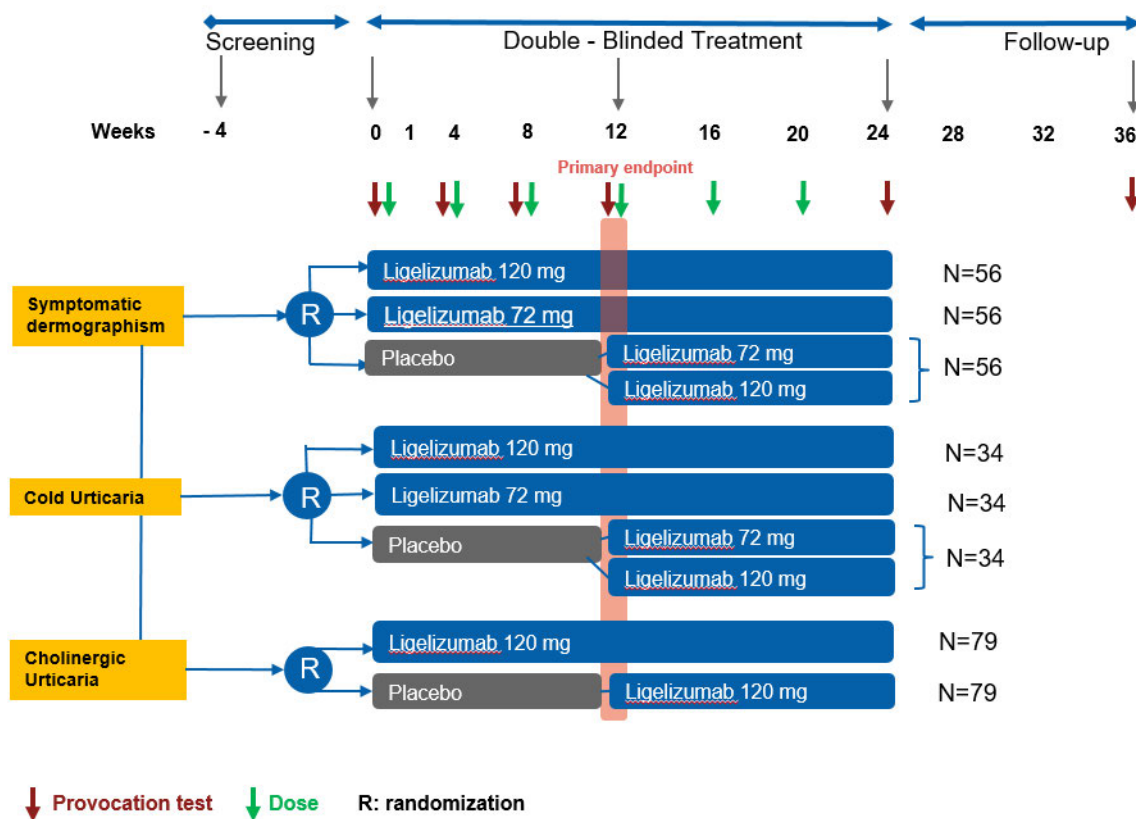 Screening
Double - Blinded Treatment
Follow-up
Weeks - 4 0 1 4 8 12 16 20 24 28 32 36
Primary endpoint
Symptomatic
dermographism
R
Ligelizumab 120 mg
N=56
Ligelizumab 72 mg
N=56
Placebo
Ligelizumab 72 mg
Ligelizumab 120 mg
N=56
Cold Urticaria
R
Ligelizumab 120 mg
N=34
Ligelizumab 72 mg
N=34
Placebo
Ligelizumab 72 mg
Ligelizumab 120 mg
N=34
Cholinergic
Urticaria
R
Ligelizumab 120 mg
N=79
Placebo
Ligelizumab 120 mg
N=79
Provocation test Dose R: randomization